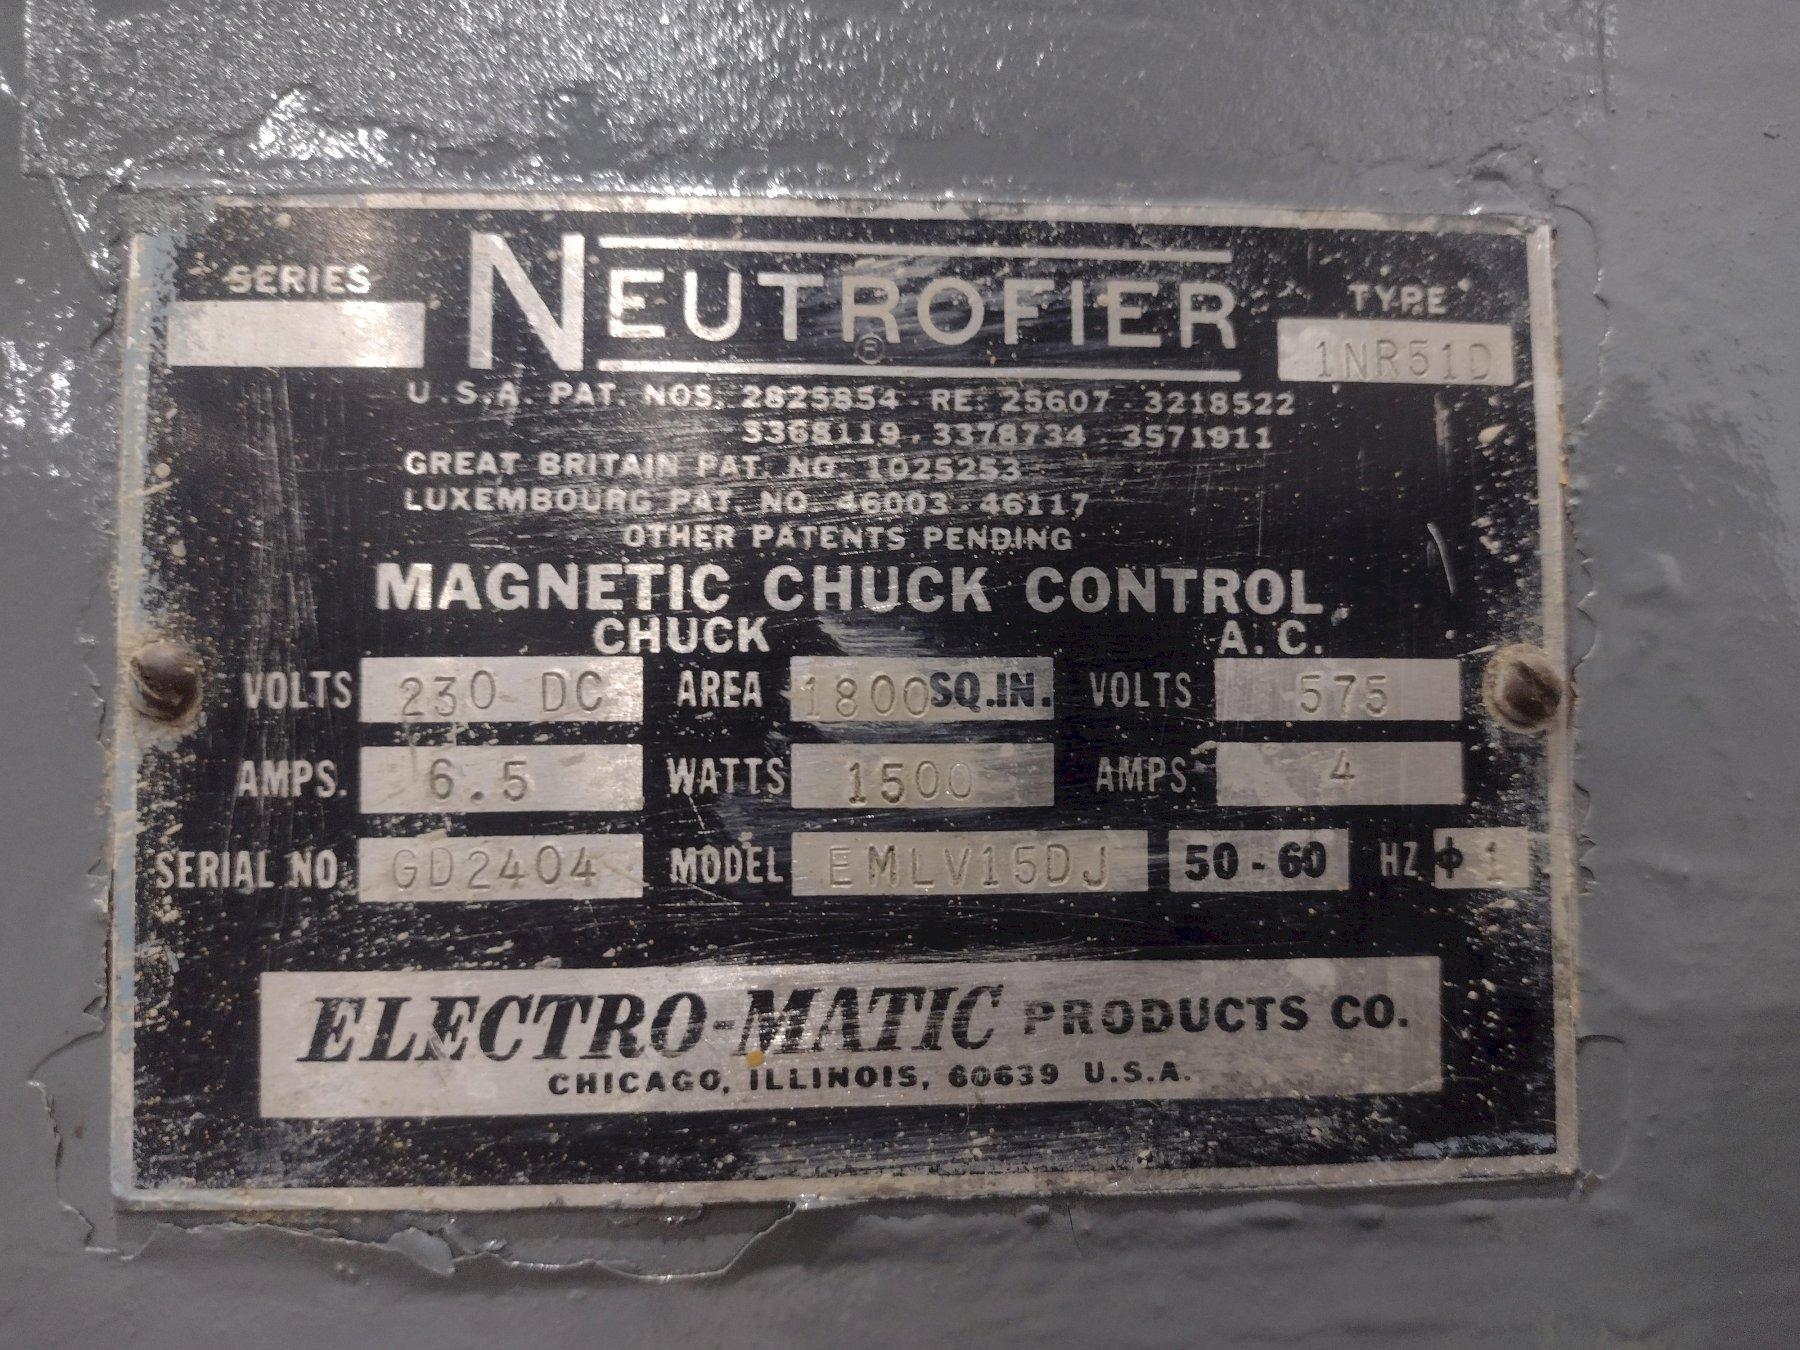 SERIES
NEUTROFIER
®
TYPE
1NR51D
U.S.A. PAT. NOS. 2825854 - RE: 25607 - 3218522
3368119 - 3378734 - 3571911
GREAT BRITAIN PAT. NO. 1025253
LUXEMBOURG PAT. NO. 46003 - 46117
OTHER PATENTS PENDING
MAGNETIC CHUCK CONTROL
CHUCK A.C.
VOLTS 230 DC AREA 1800 SQ.IN. VOLTS 575
AMPS. 6.5 WATTS 1500 AMPS. 4
SERIAL NO. GD2404 MODEL EMLV15DJ 50-60 HZ ϕ 1
ELECTRO-MATIC PRODUCTS CO.
CHICAGO, ILLINOIS, 60639 U.S.A.